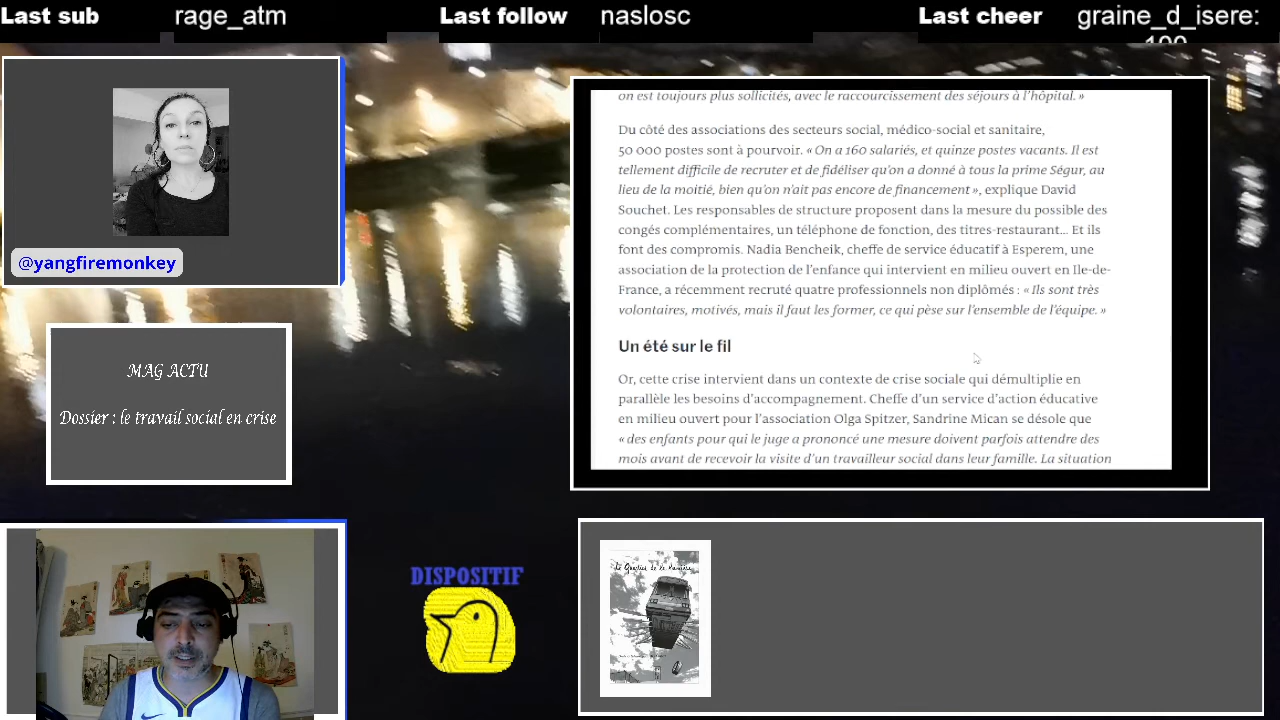 Last sub
rage_atm
Last follow
naslosc
Last cheer
graine_d_isere:
100
@yangfiremonkey
MAG ACTU
Dossier : le travail social en crise
on est toujours plus sollicités, avec le raccourcissement des séjours à l'hôpital. »
Du côté des associations des secteurs social, médico-social et sanitaire,
50 000 postes sont à pourvoir. « On a 160 salariés, et quinze postes vacants. Il est
tellement difficile de recruter et de fidéliser qu'on a donné à tous la prime Ségur, au
lieu de la moitié, bien qu'on n'ait pas encore de financement », explique David
Souchet. Les responsables de structure proposent dans la mesure du possible des
congés complémentaires, un téléphone de fonction, des titres-restaurant... Et ils
font des compromis. Nadia Bencheik, cheffe de service éducatif à Esperem, une
association de la protection de l'enfance qui intervient en milieu ouvert en Ile-de-
France, a récemment recruté quatre professionnels non diplômés : « Ils sont très
volontaires, motivés, mais il faut les former, ce qui pèse sur l'ensemble de l'équipe. »
Un été sur le fil
Or, cette crise intervient dans un contexte de crise sociale qui démultiplie en
parallèle les besoins d'accompagnement. Cheffe d'un service d'action éducative
en milieu ouvert pour l'association Olga Spitzer, Sandrine Mican se désole que
« des enfants pour qui le juge a prononcé une mesure doivent parfois attendre des
mois avant de recevoir la visite d'un travailleur social dans leur famille. La situation
DISPOSITIF